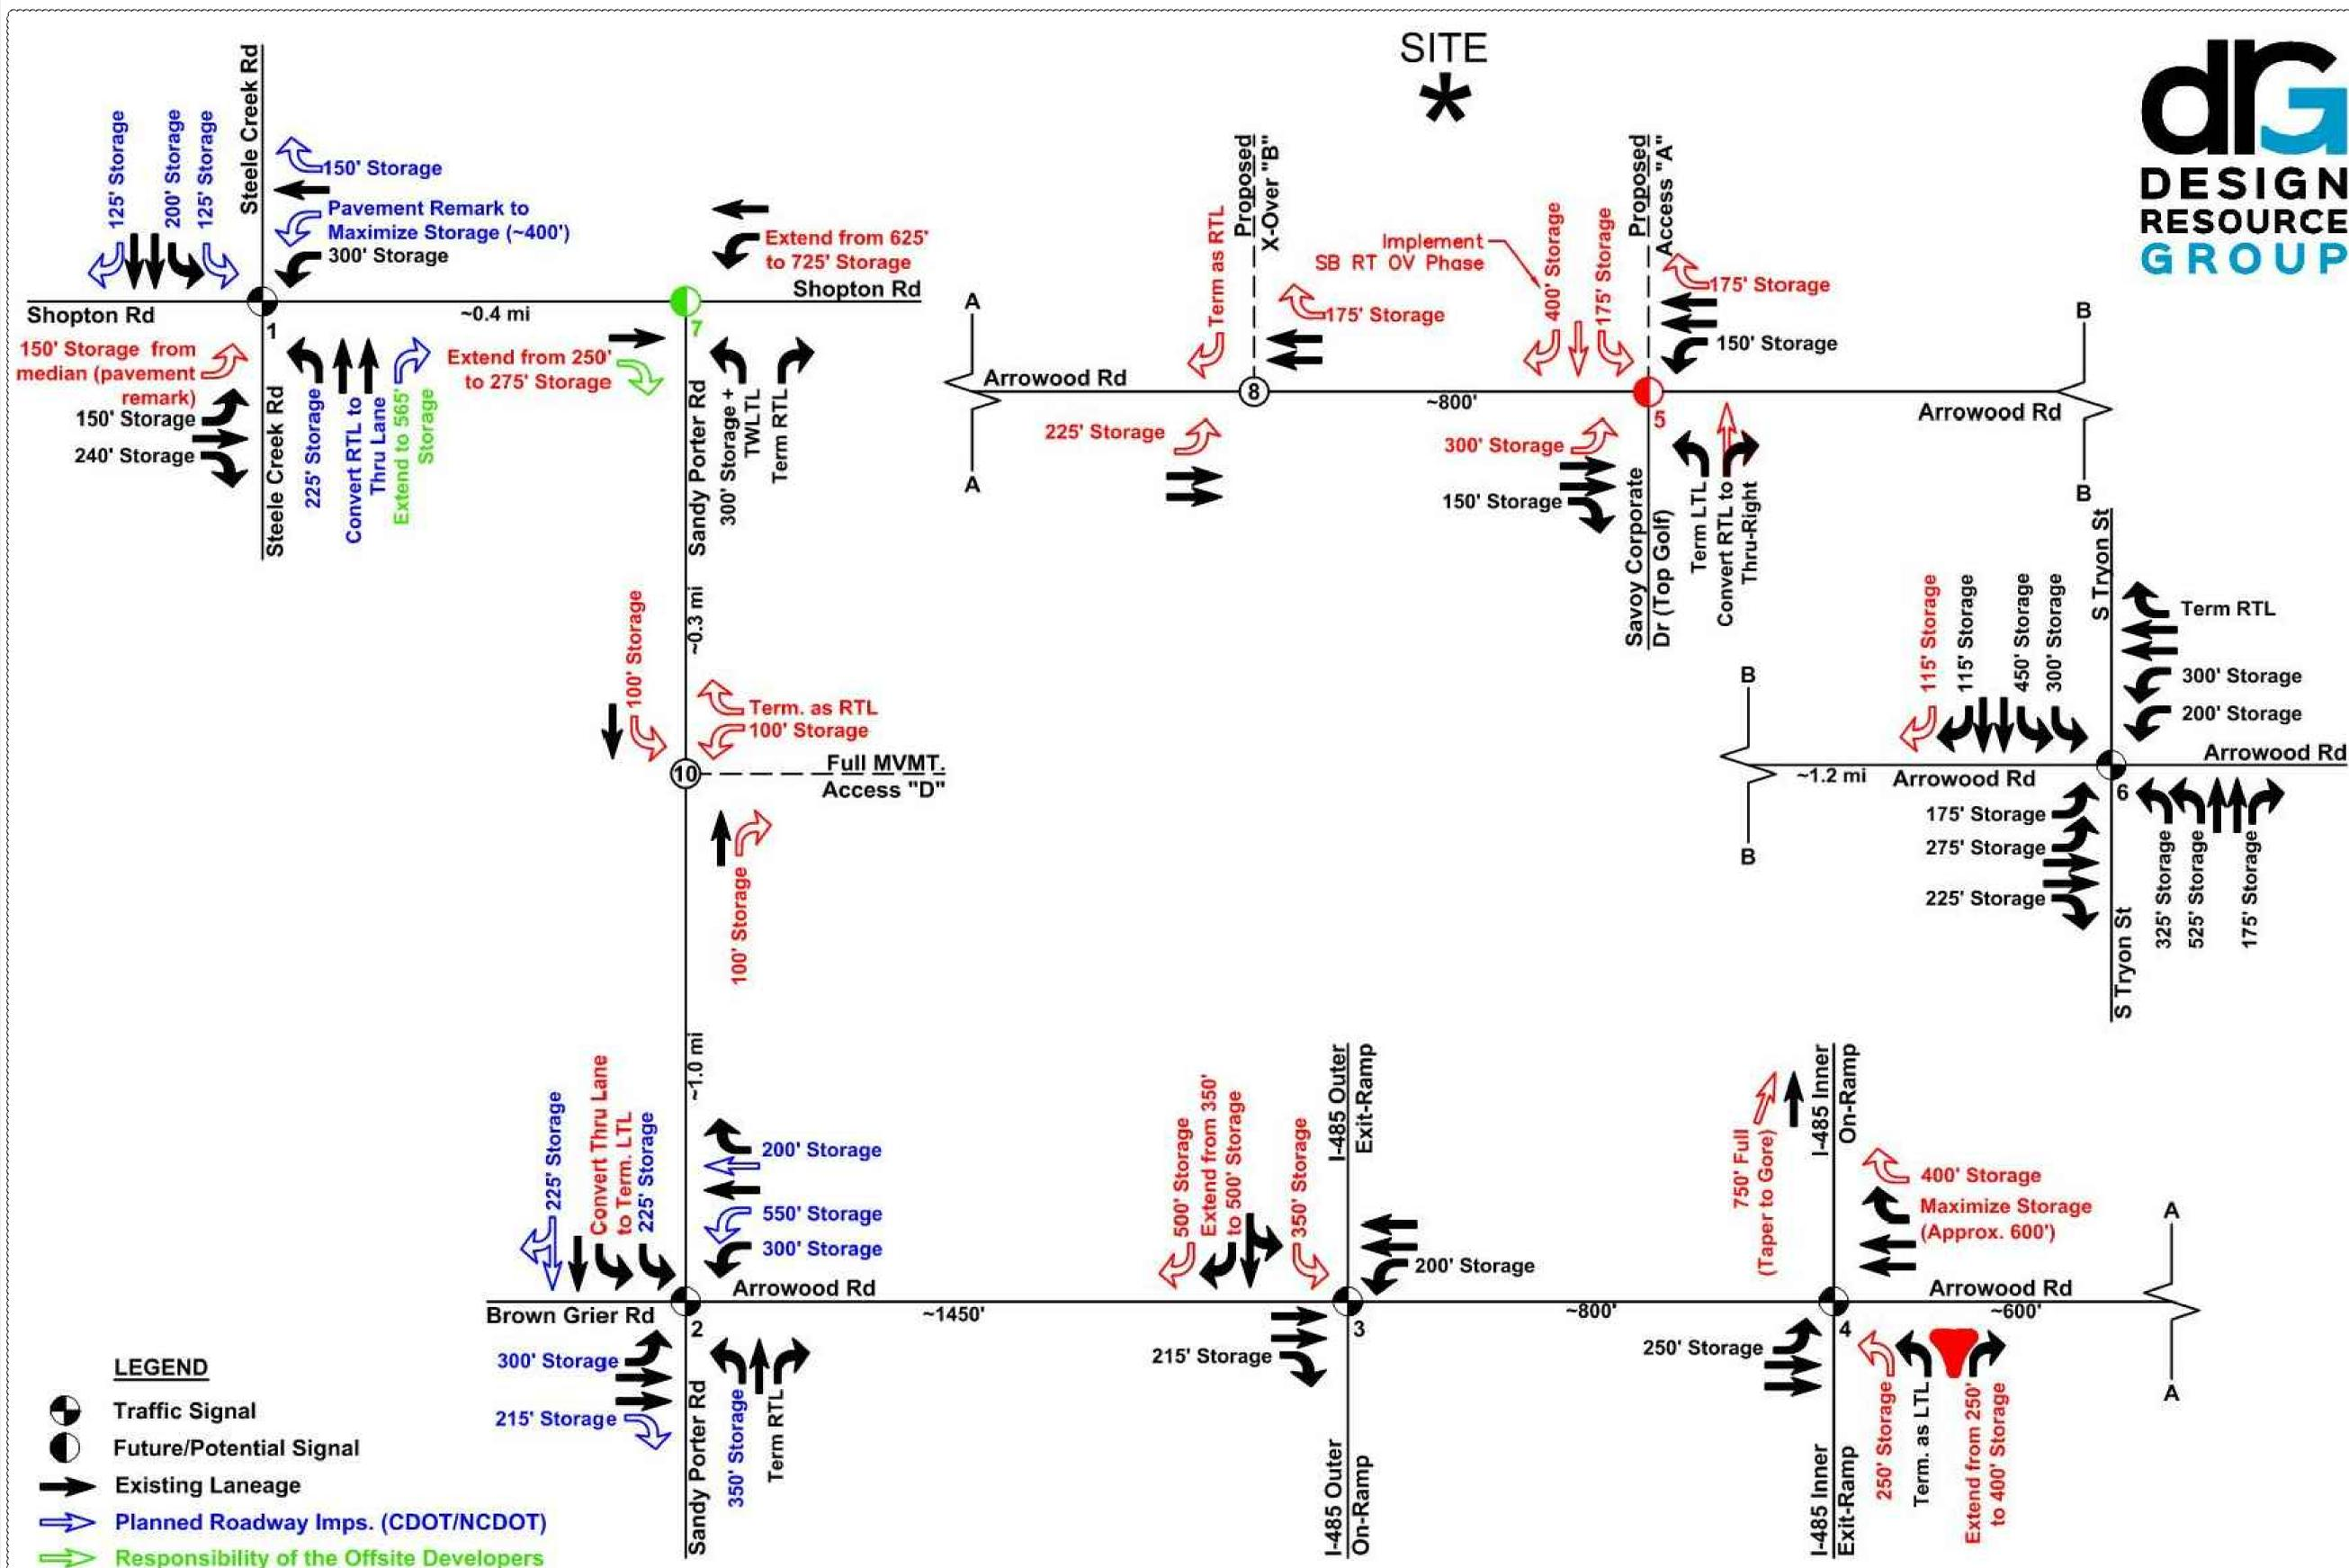 SITE
*
drG
DESIGN
RESOURCE
GROUP
Steele Creek Rd
125' Storage
200' Storage
125' Storage
150' Storage
Pavement Remark to
Maximize Storage (~400')
300' Storage
Shopton Rd
1
~0.4 mi
150' Storage from
median (pavement
remark)
150' Storage
240' Storage
Steele Creek Rd
225' Storage
Convert RTL to
Thru Lane
Extend to 565'
Storage
Extend from 625'
to 725' Storage
Shopton Rd
7
Extend from 250'
to 275' Storage
Sandy Porter Rd
300' Storage +
TWLTL
Term RTL
A
A
Arrowood Rd
Term as RTL
Proposed
X-Over "B"
175' Storage
8
225' Storage
~800'
Implement
SB RT OV Phase
400' Storage
175' Storage
Proposed
Access "A"
175' Storage
150' Storage
5
300' Storage
150' Storage
Savoy Corporate
Dr (Top Golf)
Term LTL
Convert RTL to
Thru-Right
Arrowood Rd
B
B
~0.3 mi
100' Storage
Term. as RTL
100' Storage
10
Full MVMT.
Access "D"
100' Storage
~1.0 mi
S Tryon St
115' Storage
115' Storage
450' Storage
300' Storage
Term RTL
300' Storage
200' Storage
B
B
~1.2 mi
Arrowood Rd
Arrowood Rd
6
175' Storage
275' Storage
225' Storage
S Tryon St
325' Storage
525' Storage
175' Storage
225' Storage
Convert Thru Lane
to Term. LTL
225' Storage
200' Storage
550' Storage
300' Storage
Arrowood Rd
Brown Grier Rd
2
~1450'
300' Storage
215' Storage
Sandy Porter Rd
350' Storage
Term RTL
I-485 Outer
Exit-Ramp
500' Storage
Extend from 350'
to 500' Storage
350' Storage
200' Storage
3
215' Storage
I-485 Outer
On-Ramp
~800'
I-485 Inner
On-Ramp
750' Full
(Taper to Gore)
400' Storage
Maximize Storage
(Approx. 600')
Arrowood Rd
~600'
4
250' Storage
I-485 Inner
Exit-Ramp
250' Storage
Term. as LTL
Extend from 250'
to 400' Storage
A
A
LEGEND
Traffic Signal
Future/Potential Signal
Existing Laneage
Planned Roadway Imps. (CDOT/NCDOT)
Responsibility of the Offsite Developers